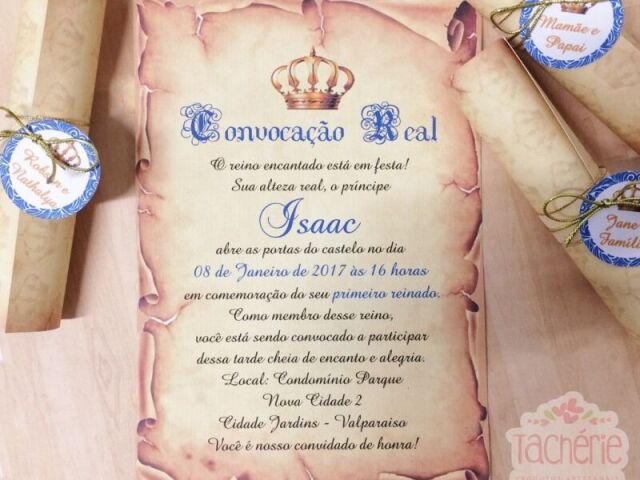 Convocação Real
O reino encantado está em festa!
Sua alteza real, o príncipe
Isaac
abre as portas do castelo no dia
08 de Janeiro de 2017 às 16 horas
em comemoração do seu primeiro reinado.
Como membro desse reino,
você está sendo convocado a participar
dessa tarde cheia de encanto e alegria.
Local: Condomínio Parque
Nova Cidade 2
Cidade Jardins - Valparaiso
Você é nosso convidado de honra!
Nathalya
Mamãe e
Papai
Jane
Família
Tachérie